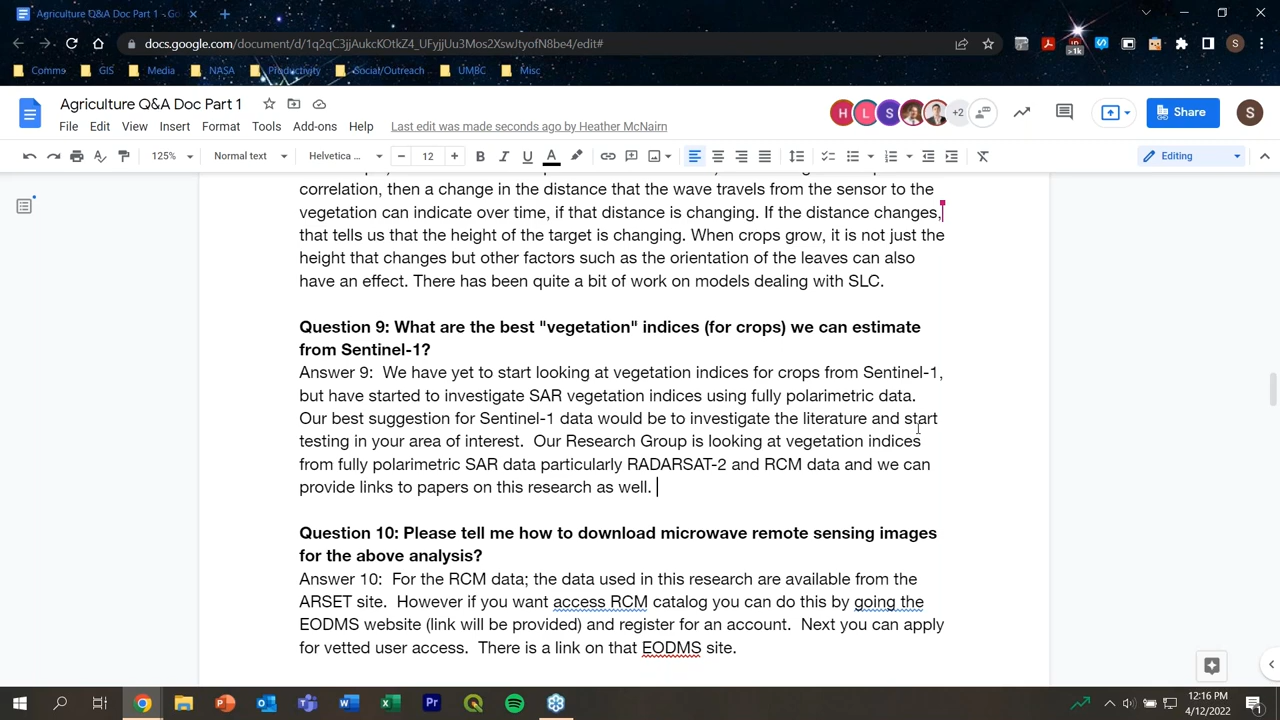 Agriculture Q&A Doc Part 1 - Go
docs.google.com/document/d/1q2qC3jjAukcKOtkZ4_UFyjjUu3Mos2XswJtyofN8be4/edit#
>1k
S
Comms GIS Media NASA Productivity Social/Outreach UMBC Misc
Agriculture Q&A Doc Part 1
H L S +2 Share S
File Edit View Insert Format Tools Add-ons Help Last edit was made seconds ago by Heather McNairn
125% Normal text Helvetica ... 12 B I U A Editing
correlation, then a change in the distance that the wave travels from the sensor to the
vegetation can indicate over time, if that distance is changing. If the distance changes,
that tells us that the height of the target is changing. When crops grow, it is not just the
height that changes but other factors such as the orientation of the leaves can also
have an effect. There has been quite a bit of work on models dealing with SLC.
Question 9: What are the best "vegetation" indices (for crops) we can estimate
from Sentinel-1?
Answer 9:  We have yet to start looking at vegetation indices for crops from Sentinel-1,
but have started to investigate SAR vegetation indices using fully polarimetric data.
Our best suggestion for Sentinel-1 data would be to investigate the literature and start
testing in your area of interest.  Our Research Group is looking at vegetation indices
from fully polarimetric SAR data particularly RADARSAT-2 and RCM data and we can
provide links to papers on this research as well.
Question 10: Please tell me how to download microwave remote sensing images
for the above analysis?
Answer 10:  For the RCM data; the data used in this research are available from the
ARSET site.  However if you want access RCM catalog you can do this by going the
EODMS website (link will be provided) and register for an account.  Next you can apply
for vetted user access.  There is a link on that EODMS site.
12:16 PM
4/12/2022